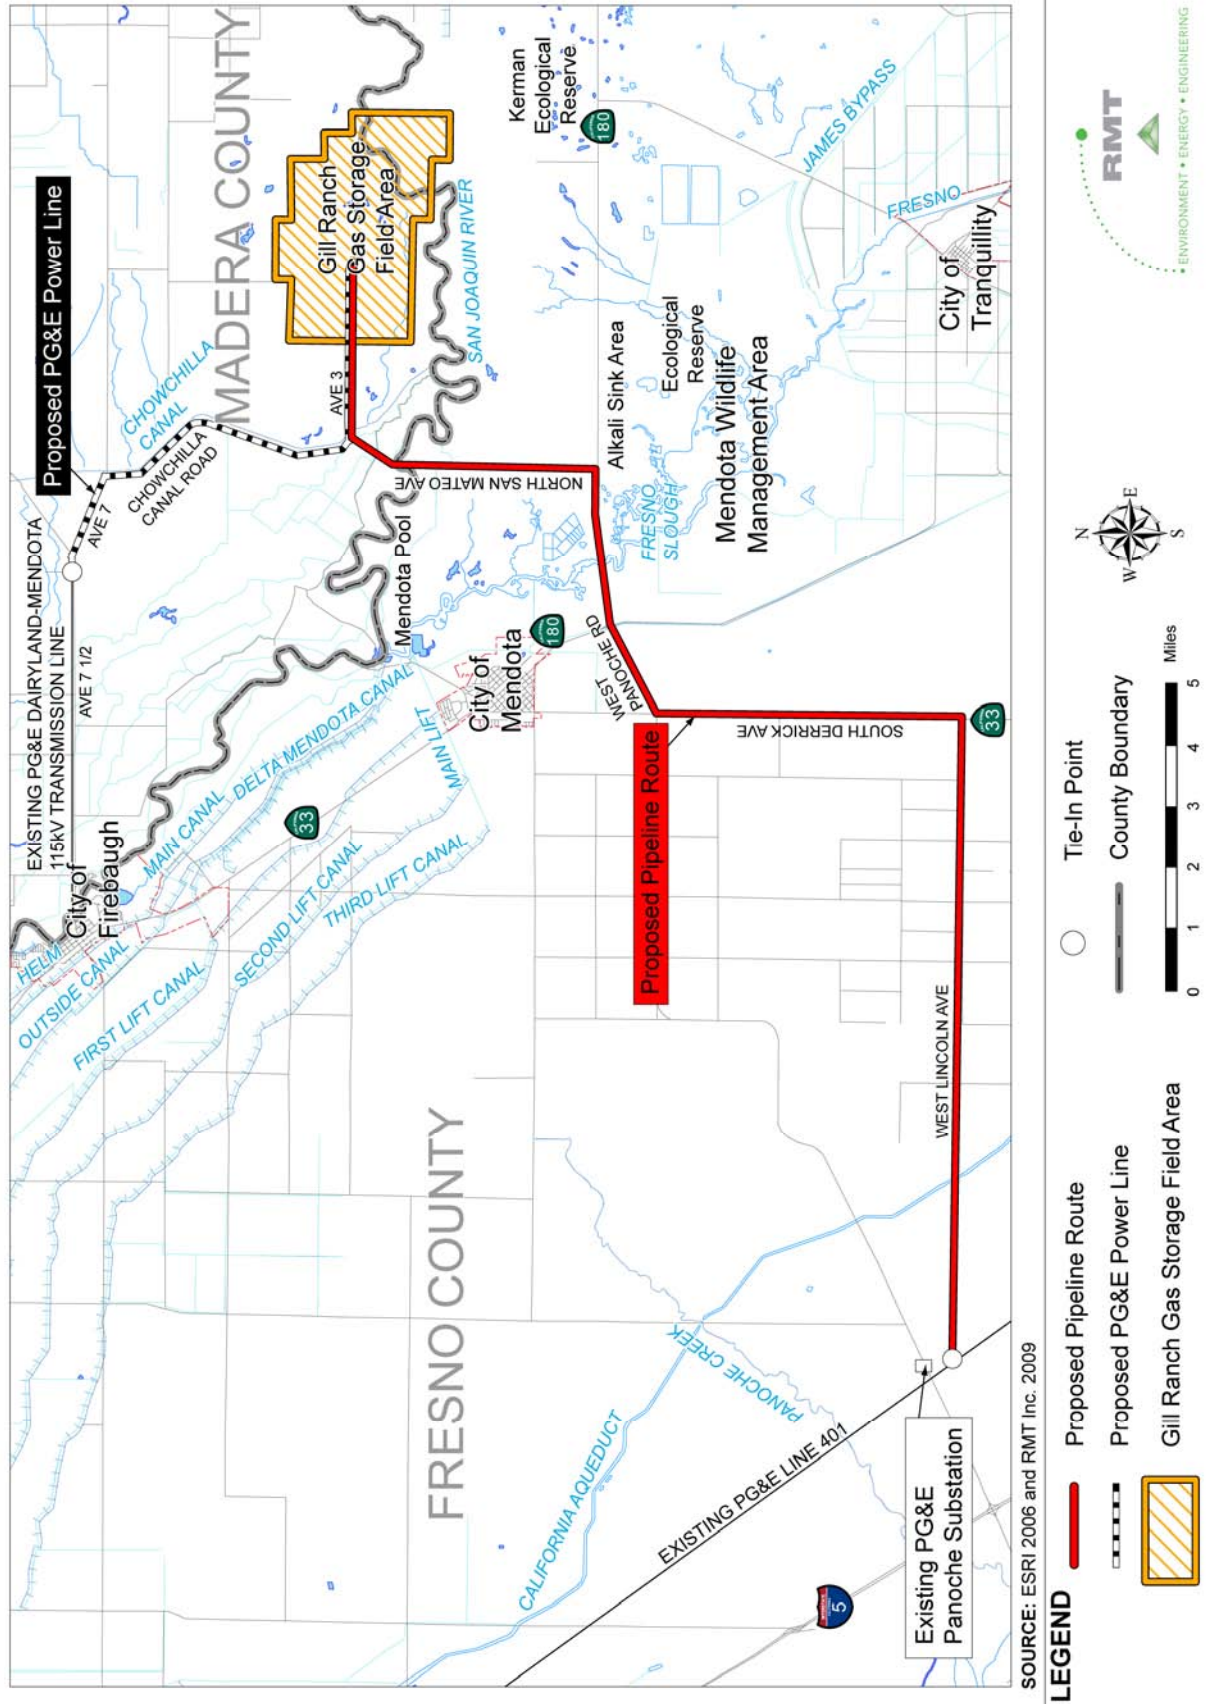 EXISTING PG&E DAIRYLAND-MENDOTA
115kV TRANSMISSION LINE
Proposed PG&E Power Line
AVE 7 1/2
AVE 7
CHOWCHILLA
CANAL
CHOWCHILLA
CANAL ROAD
MADERA COUNTY
City of
Firebaugh
HELM
OUTSIDE CANAL
MAIN CANAL
DELTA MENDOTA CANAL
FIRST LIFT CANAL
SECOND LIFT CANAL
THIRD LIFT CANAL
MAIN LIFT
33
AVE 3
Gill Ranch
Gas Storage
Field Area
SAN JOAQUIN RIVER
Mendota Pool
NORTH SAN MATEO AVE
City of
Mendota
180
Kerman
Ecological
Reserve
180
FRESNO COUNTY
Alkali Sink Area
Ecological
Reserve
FRESNO
SLOUGH
Mendota Wildlife
Management Area
WEST
PANOCHE RD
JAMES BYPASS
FRESNO
City of
Tranquillity
Proposed Pipeline Route
SOUTH DERRICK AVE
33
WEST LINCOLN AVE
CALIFORNIA AQUEDUCT
PANOCHE CREEK
EXISTING PG&E LINE 401
5
Existing PG&E
Panoche Substation
SOURCE: ESRI 2006 and RMT Inc. 2009
LEGEND
Proposed Pipeline Route
Proposed PG&E Power Line
Gill Ranch Gas Storage Field Area
Tie-In Point
County Boundary
0 1 2 3 4 5
Miles
N
W E
S
RMT
ENVIRONMENT • ENERGY • ENGINEERING